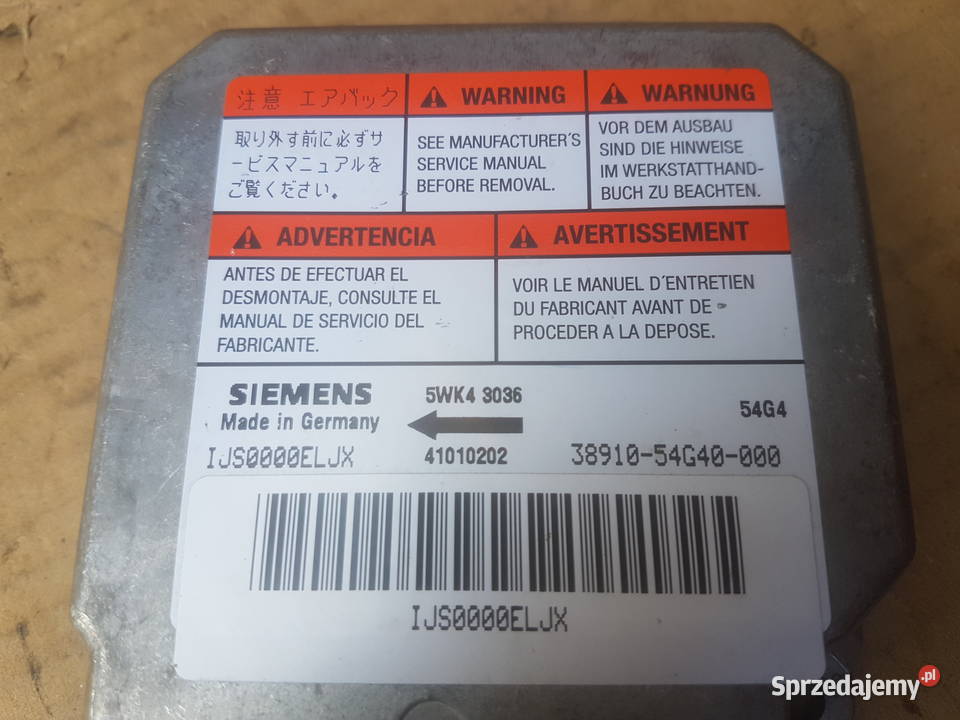 注意 エアバック
取り外す前に必ずサ
ービスマニュアルを
ご覧ください。
WARNING
SEE MANUFACTURER'S
SERVICE MANUAL
BEFORE REMOVAL.
WARNUNG
VOR DEM AUSBAU
SIND DIE HINWEISE
IM WERKSTATTHAND-
BUCH ZU BEACHTEN.
ADVERTENCIA
ANTES DE EFECTUAR EL
DESMONTAJE, CONSULTE EL
MANUAL DE SERVICIO DEL
FABRICANTE.
AVERTISSEMENT
VOIR LE MANUEL D'ENTRETIEN
DU FABRICANT AVANT DE
PROCEDER A LA DEPOSE.
SIEMENS
Made in Germany
IJS0000ELJX
5WK4 3036
41010202
54G4
38910-54G40-000
IJS0000ELJX
Sprzedajemy.pl